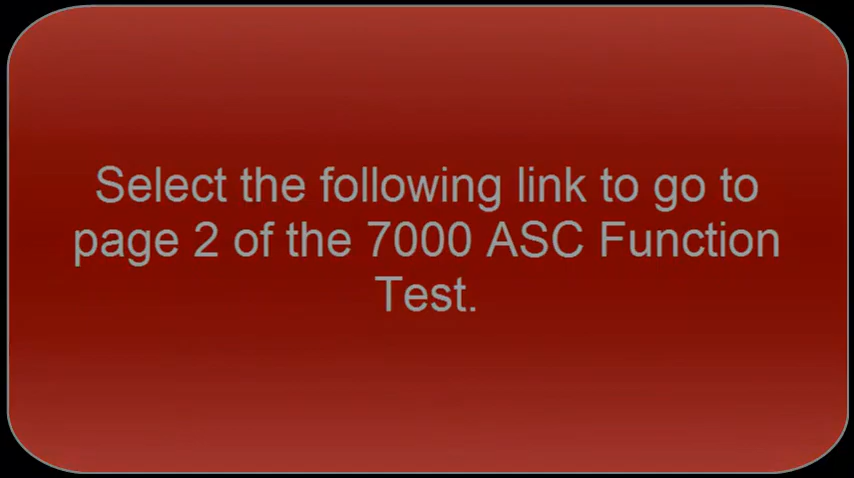 Select the following link to go to
page 2 of the 7000 ASC Function
Test.